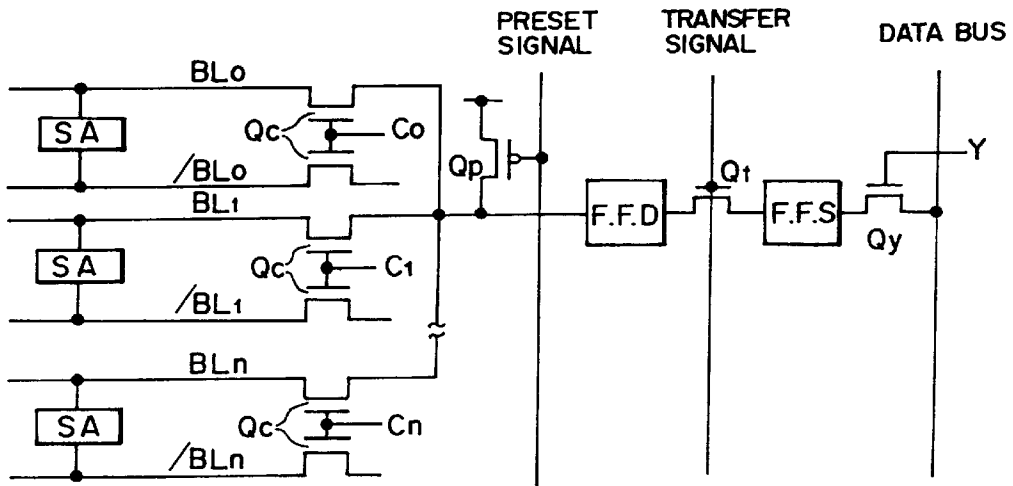 PRESET
SIGNAL
TRANSFER
SIGNAL
DATA BUS
BLo
SA
Qc
Co
/BLo
Qp
Qt
Y
BL1
F.F.D
F.F.S
Qy
SA
Qc
C1
/BL1
BLn
SA
Qc
Cn
/BLn